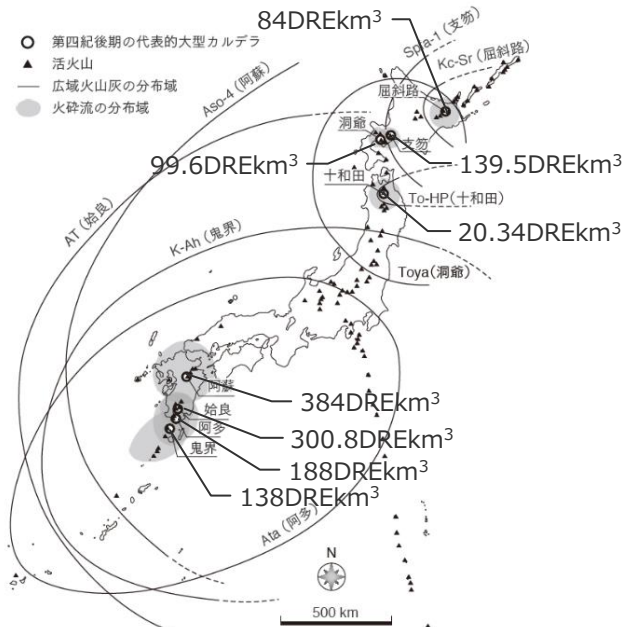 84DREkm³
第四紀後期の代表的大型カルデラ
活火山
広域火山灰の分布域
火砕流の分布域
Spfa-1 (支笏)
Kc-Sr (屈斜路)
Aso-4 (阿蘇)
屈斜路
洞爺
支笏
99.6DREkm³
139.5DREkm³
十和田
To-HP(十和田)
AT (姶良)
20.34DREkm³
K-Ah (鬼界)
Toya(洞爺)
阿蘇
384DREkm³
姶良
阿多
300.8DREkm³
鬼界
188DREkm³
138DREkm³
Ata (阿多)
N
500 km